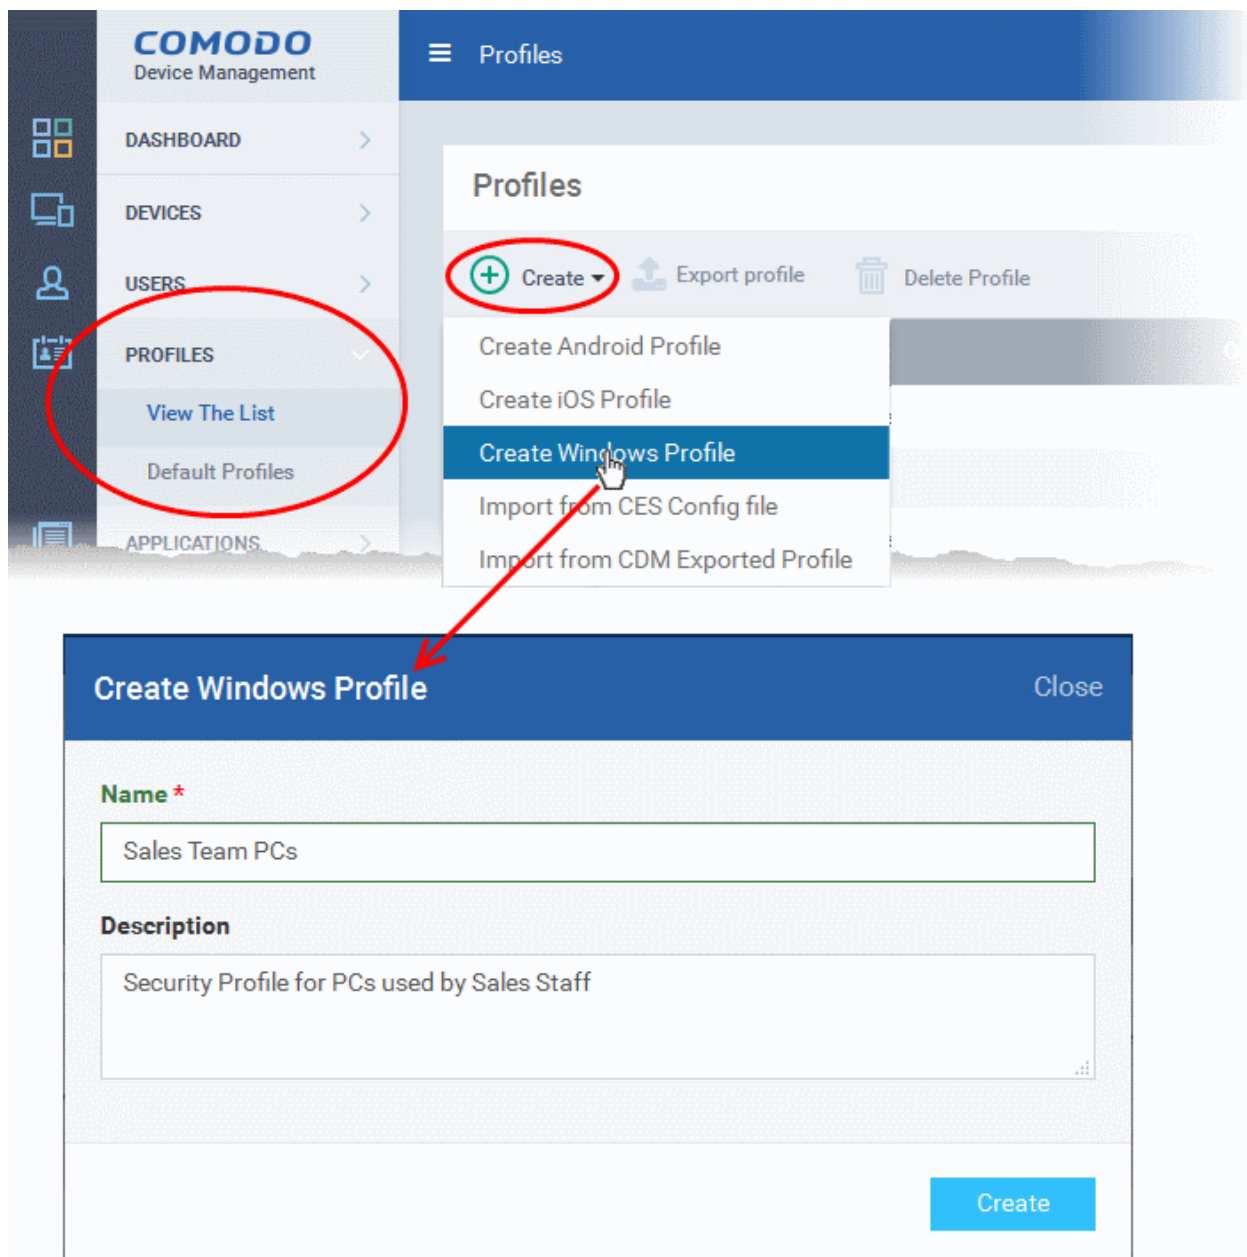 COMODO
Device Management
Profiles
DASHBOARD
DEVICES
USERS
PROFILES
View The List
Default Profiles
APPLICATIONS
Profiles
Create
Export profile
Delete Profile
Create Android Profile
Create iOS Profile
Create Windows Profile
Import from CES Config file
Import from CDM Exported Profile
Create Windows Profile
Close
Name *
Sales Team PCs
Description
Security Profile for PCs used by Sales Staff
Create